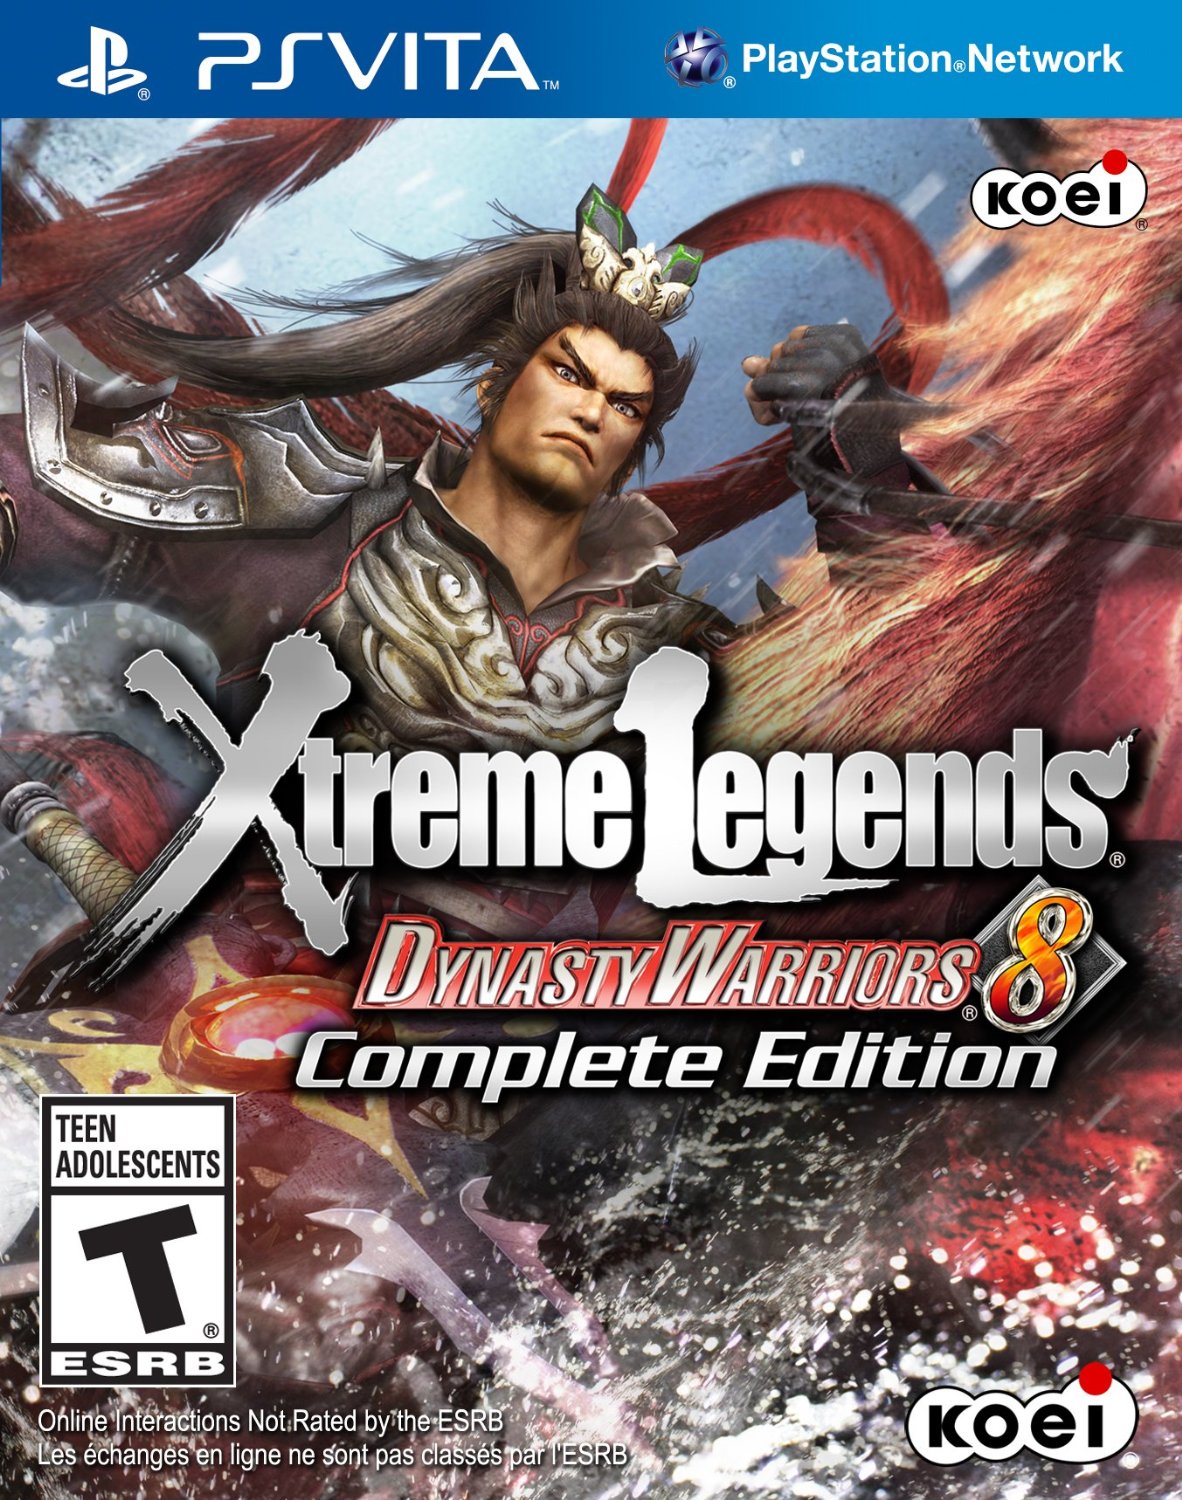 PSVITA™
PlayStation®Network
KOEI®
Xtreme Legends®
DYNASTY WARRIORS® 8
Complete Edition
TEEN
ADOLESCENTS
T®
ESRB
Online Interactions Not Rated by the ESRB
Les échanges en ligne ne sont pas classés par l'ESRB
KOEI®